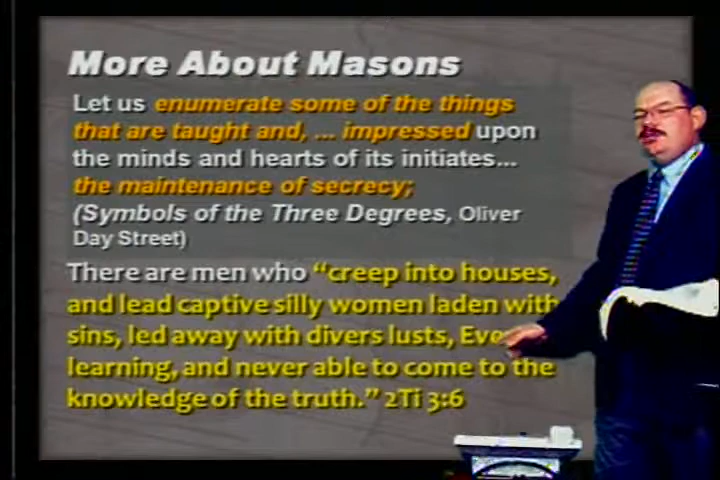 More About Masons
Let us enumerate some of the things
that are taught and, ... impressed upon
the minds and hearts of its initiates...
the maintenance of secrecy;
(Symbols of the Three Degrees, Oliver
Day Street)
There are men who “creep into houses,
and lead captive silly women laden with
sins, led away with divers lusts,
learning, and never able to come to the
knowledge of the truth.” 2Ti 3:6